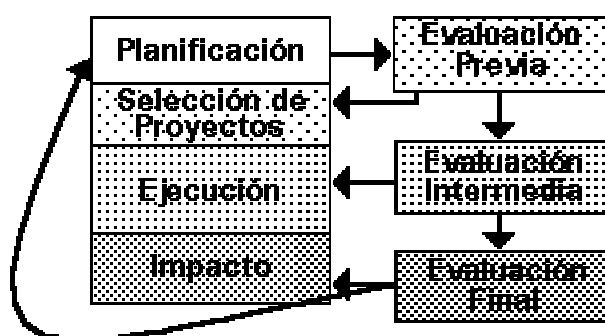 Planificación
Selección de
Proyectos
Ejecución
Impacto
Evaluación
Previa
Evaluación
Intermedia
Evaluación
Final